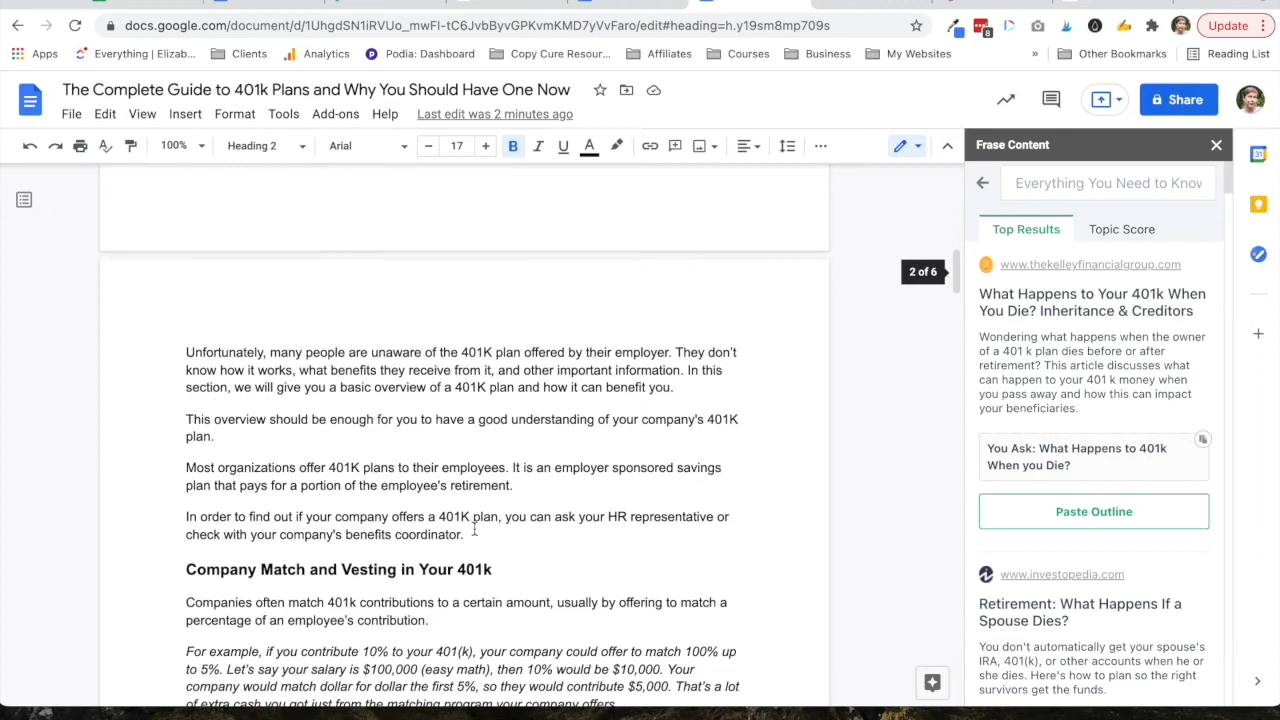 docs.google.com/document/d/1UhgdSN1iRVUo_mwFI-tC6JvbByvGPKvmKMD7yVvFaro/edit#heading=h.y19sm8mp709s
8
Update
Apps
Everything | Elizab...
Clients
Analytics
Podia: Dashboard
Copy Cure Resour...
Affiliates
Courses
Business
My Websites
»
Other Bookmarks
Reading List
The Complete Guide to 401k Plans and Why You Should Have One Now
File Edit View Insert Format Tools Add-ons Help Last edit was 2 minutes ago
Share
100% Heading 2 Arial − 17 + B I U A
Frase Content
31
Everything You Need to Know
Top Results Topic Score
2 of 6
www.thekelleyfinancialgroup.com
What Happens to Your 401k When
You Die? Inheritance & Creditors
Wondering what happens when the owner
of a 401 k plan dies before or after
retirement? This article discusses what
can happen to your 401 k money when
you pass away and how this can impact
your beneficiaries.
You Ask: What Happens to 401k
When you Die?
Paste Outline
www.investopedia.com
Retirement: What Happens If a
Spouse Dies?
You don't automatically get your spouse's
IRA, 401(k), or other accounts when he or
she dies. Here's how to plan so the right
survivors get the funds.
Unfortunately, many people are unaware of the 401K plan offered by their employer. They don't
know how it works, what benefits they receive from it, and other important information. In this
section, we will give you a basic overview of a 401K plan and how it can benefit you.
This overview should be enough for you to have a good understanding of your company's 401K
plan.
Most organizations offer 401K plans to their employees. It is an employer sponsored savings
plan that pays for a portion of the employee's retirement.
In order to find out if your company offers a 401K plan, you can ask your HR representative or
check with your company's benefits coordinator.
Company Match and Vesting in Your 401k
Companies often match 401k contributions to a certain amount, usually by offering to match a
percentage of an employee's contribution.
For example, if you contribute 10% to your 401(k), your company could offer to match 100% up
to 5%. Let's say your salary is $100,000 (easy math), then 10% would be $10,000. Your
company would match dollar for dollar the first 5%, so they would contribute $5,000. That's a lot
of extra cash you got just from the matching program your company offers.